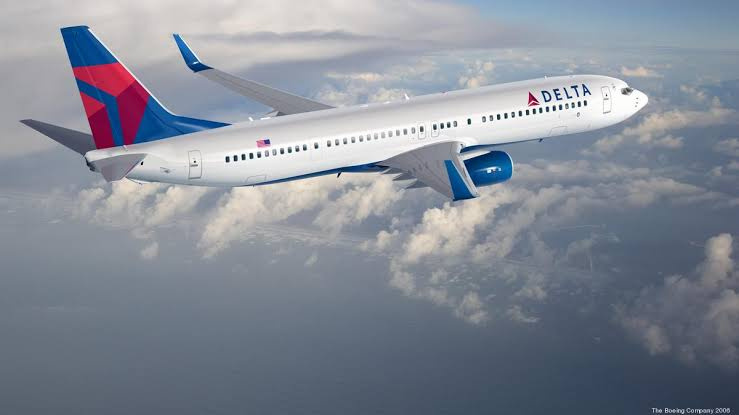 DELTA
The Boeing Company 2008